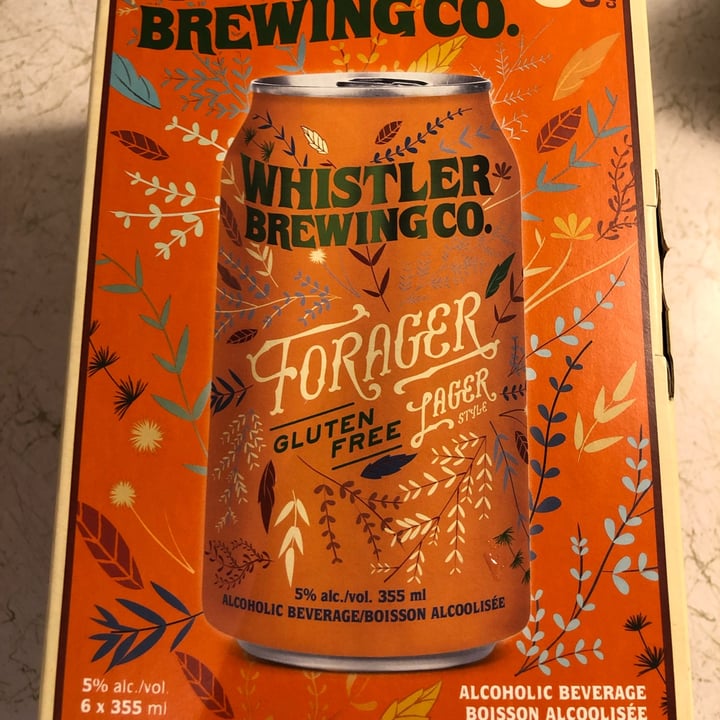 BREWING CO.
WHISTLER
BREWING CO.
FORAGER
LAGER
STYLE
GLUTEN
FREE
5% alc./vol. 355 ml
ALCOHOLIC BEVERAGE/BOISSON ALCOOLISÉE
5% alc./vol.
6 x 355 ml
ALCOHOLIC BEVERAGE
BOISSON ALCOOLISÉE